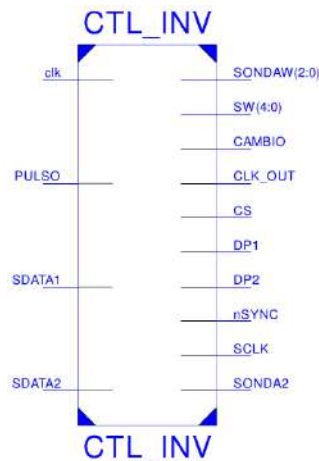 CTL_INV
clk
SONDAW(2:0)
SW(4:0)
CAMBIO
PULSO
CLK_OUT
CS
DP1
SDATA1
DP2
nSYNC
SCLK
SDATA2
SONDA2
CTL_INV